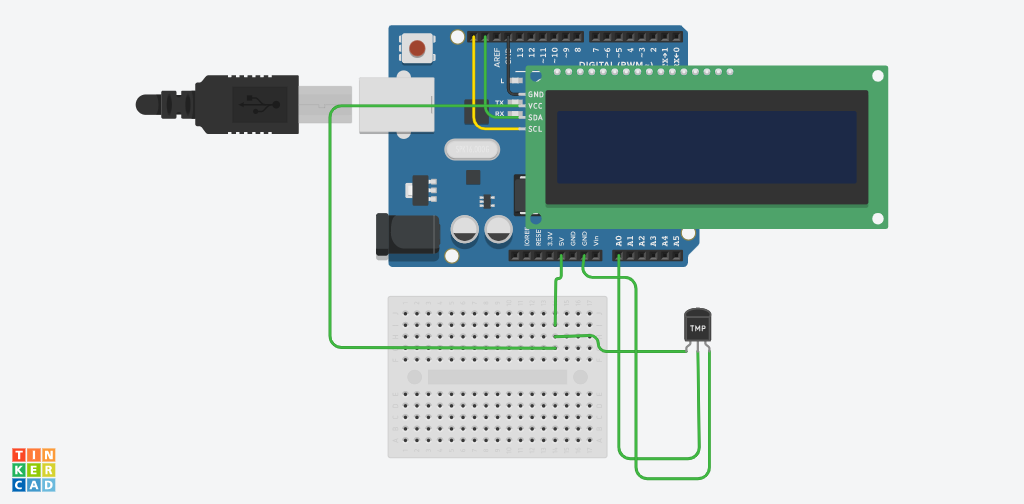 AREF
GND
13
12
~11
~10
~9
8
7
~6
~5
4
~3
2
TX→1
RX←0
DIGITAL (PWM~)
L
TX
RX
GND
VCC
SDA
SCL
IOREF
RESET
3.3V
5V
GND
GND
Vin
A0
A1
A2
A3
A4
A5
TMP
TIN
KER
CAD